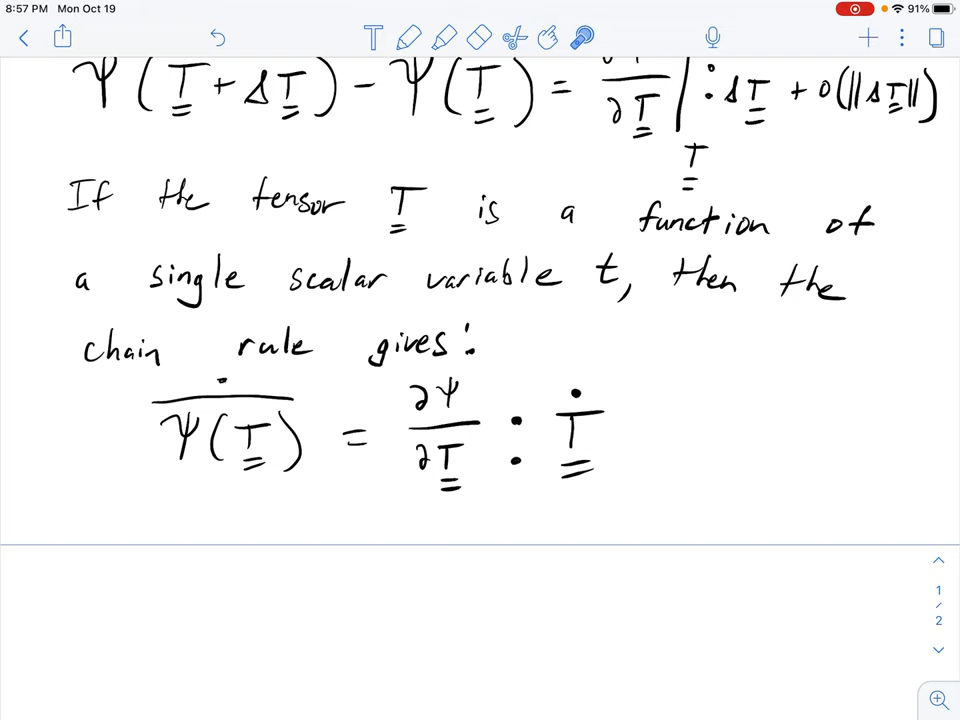 8:57 PM Mon Oct 19
91%
Ψ(T + ΔT) − Ψ(T) = ∂Ψ/∂T | : ΔT + o(||ΔT||)
T
If the tensor T is a function of
a single scalar variable t, then the
chain rule gives:
Ψ(T)˙ = ∂Ψ/∂T : Ṫ
1
/
2